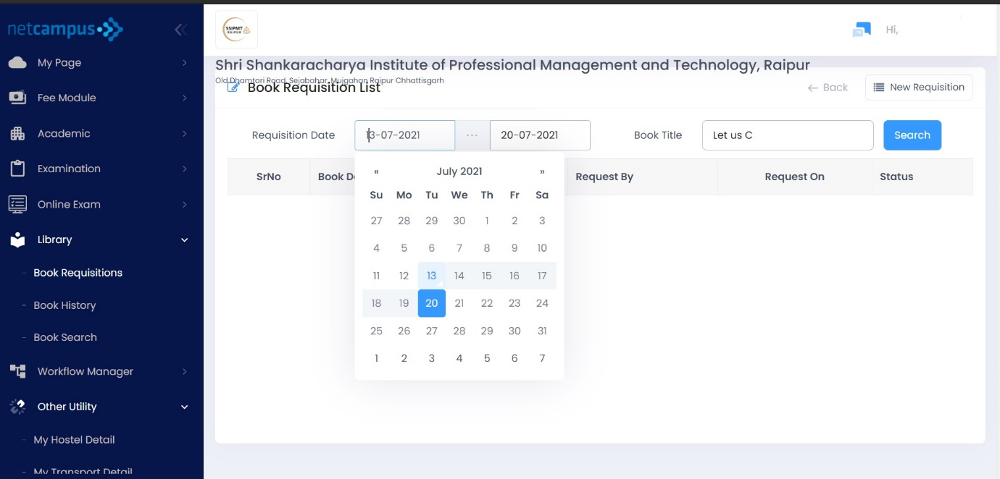 netcampus
SSIPMT
RAIPUR
Hi,
My Page
Fee Module
Academic
Examination
Online Exam
Library
- Book Requisitions
- Book History
- Book Search
Workflow Manager
Other Utility
- My Hostel Detail
- My Transport Detail
Shri Shankaracharya Institute of Professional Management and Technology, Raipur
Old Dhamtari Road, Sejabahar, Mujgahan Raipur Chhattisgarh
Book Requisition List
← Back
New Requisition
Requisition Date 13-07-2021 ... 20-07-2021 Book Title Let us C Search
SrNo Book D Request By Request On Status
« July 2021 »
Su Mo Tu We Th Fr Sa
27 28 29 30 1 2 3
4 5 6 7 8 9 10
11 12 13 14 15 16 17
18 19 20 21 22 23 24
25 26 27 28 29 30 31
1 2 3 4 5 6 7